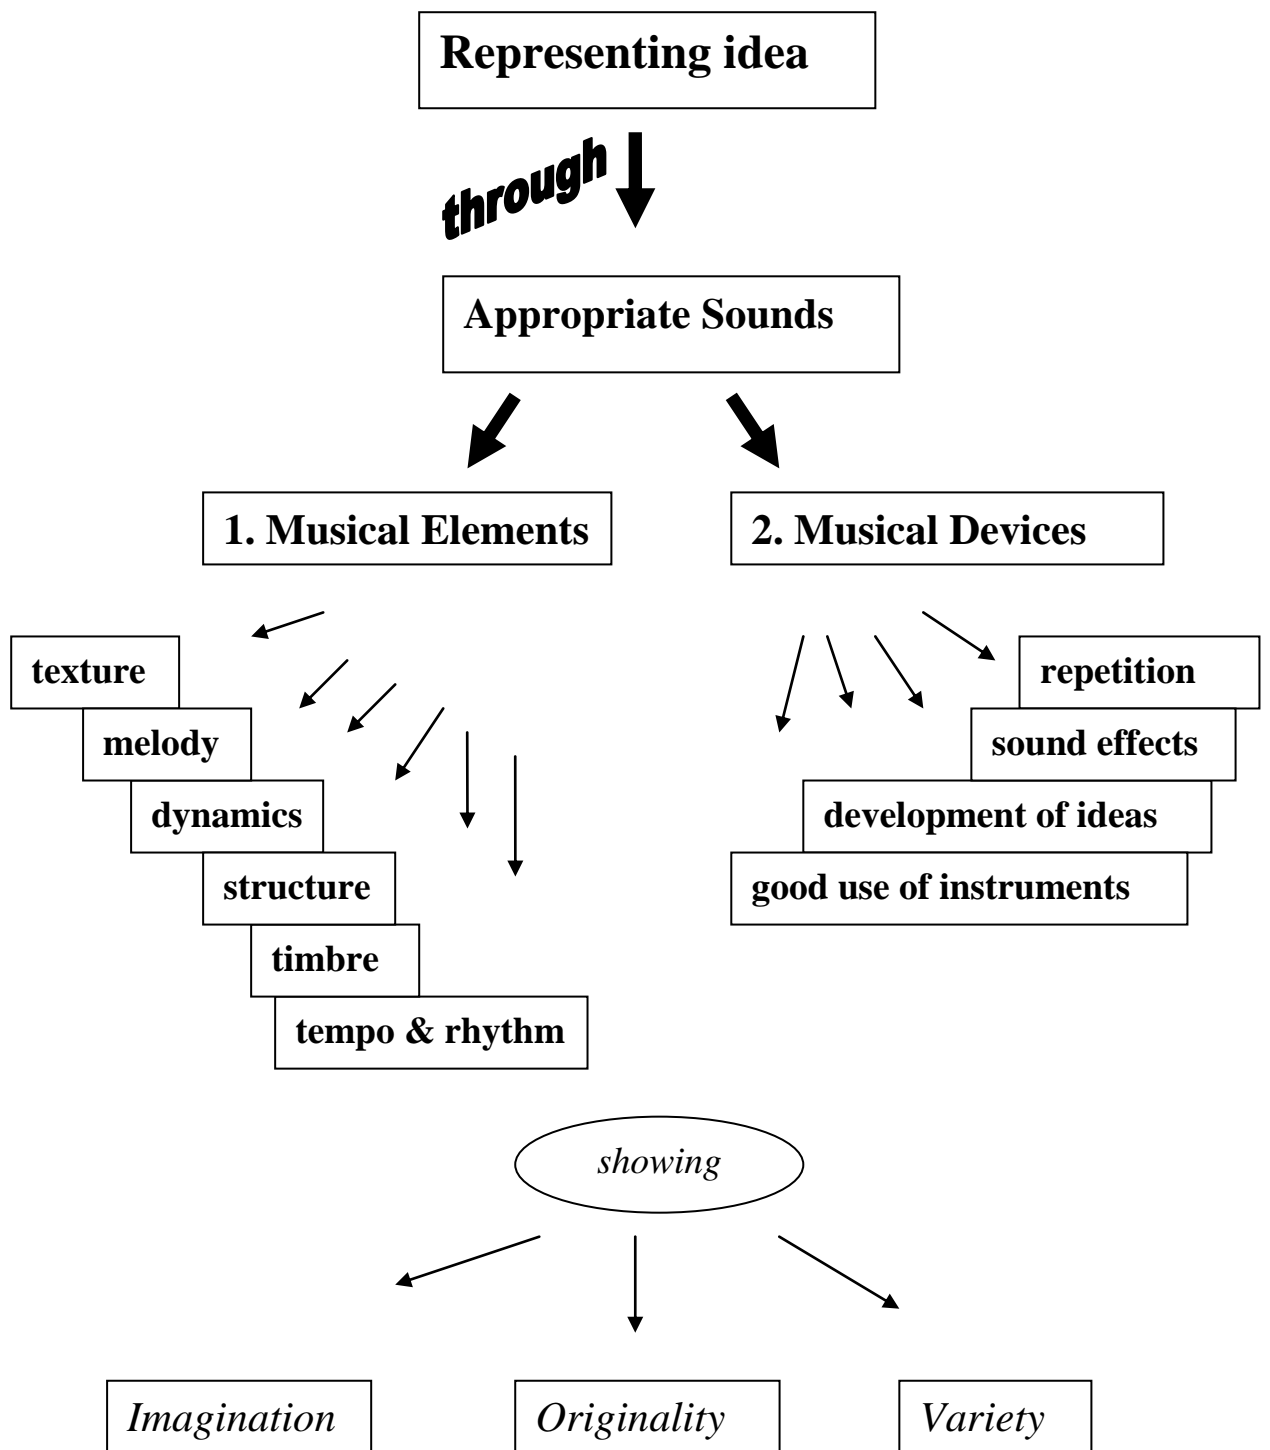 Representing idea
through
Appropriate Sounds
1. Musical Elements
2. Musical Devices
texture
melody
dynamics
structure
timbre
tempo & rhythm
repetition
sound effects
development of ideas
good use of instruments
showing
Imagination
Originality
Variety